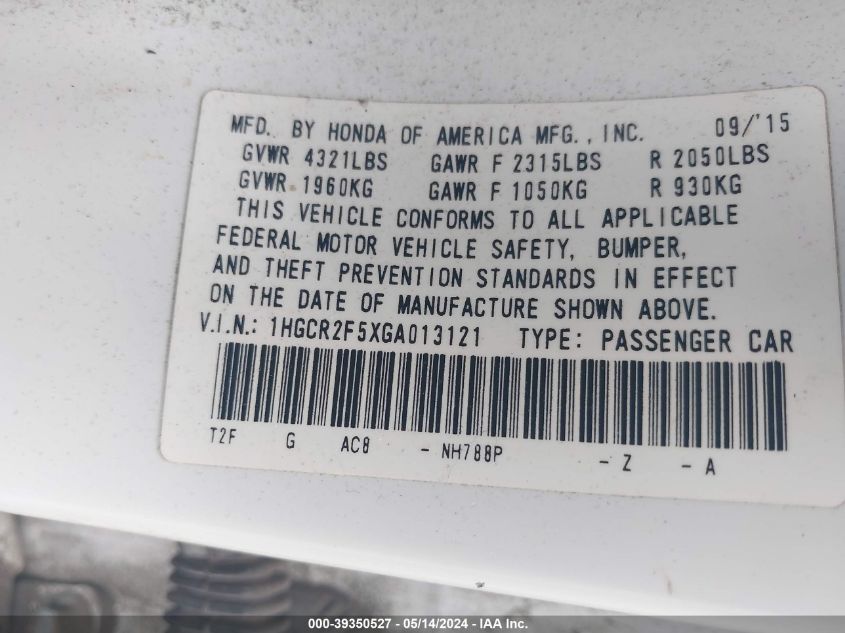 MFD. BY HONDA OF AMERICA MFG., INC. 09/'15
GVWR 4321LBS GAWR F 2315LBS R 2050LBS
GVWR 1960KG GAWR F 1050KG R 930KG
THIS VEHICLE CONFORMS TO ALL APPLICABLE
FEDERAL MOTOR VEHICLE SAFETY, BUMPER,
AND THEFT PREVENTION STANDARDS IN EFFECT
ON THE DATE OF MANUFACTURE SHOWN ABOVE.
V.I.N.: 1HGCR2F5XGA013121 TYPE: PASSENGER CAR
T2F G AC8 - NH788P - Z - A
000-39350527 - 05/14/2024 - IAA Inc.